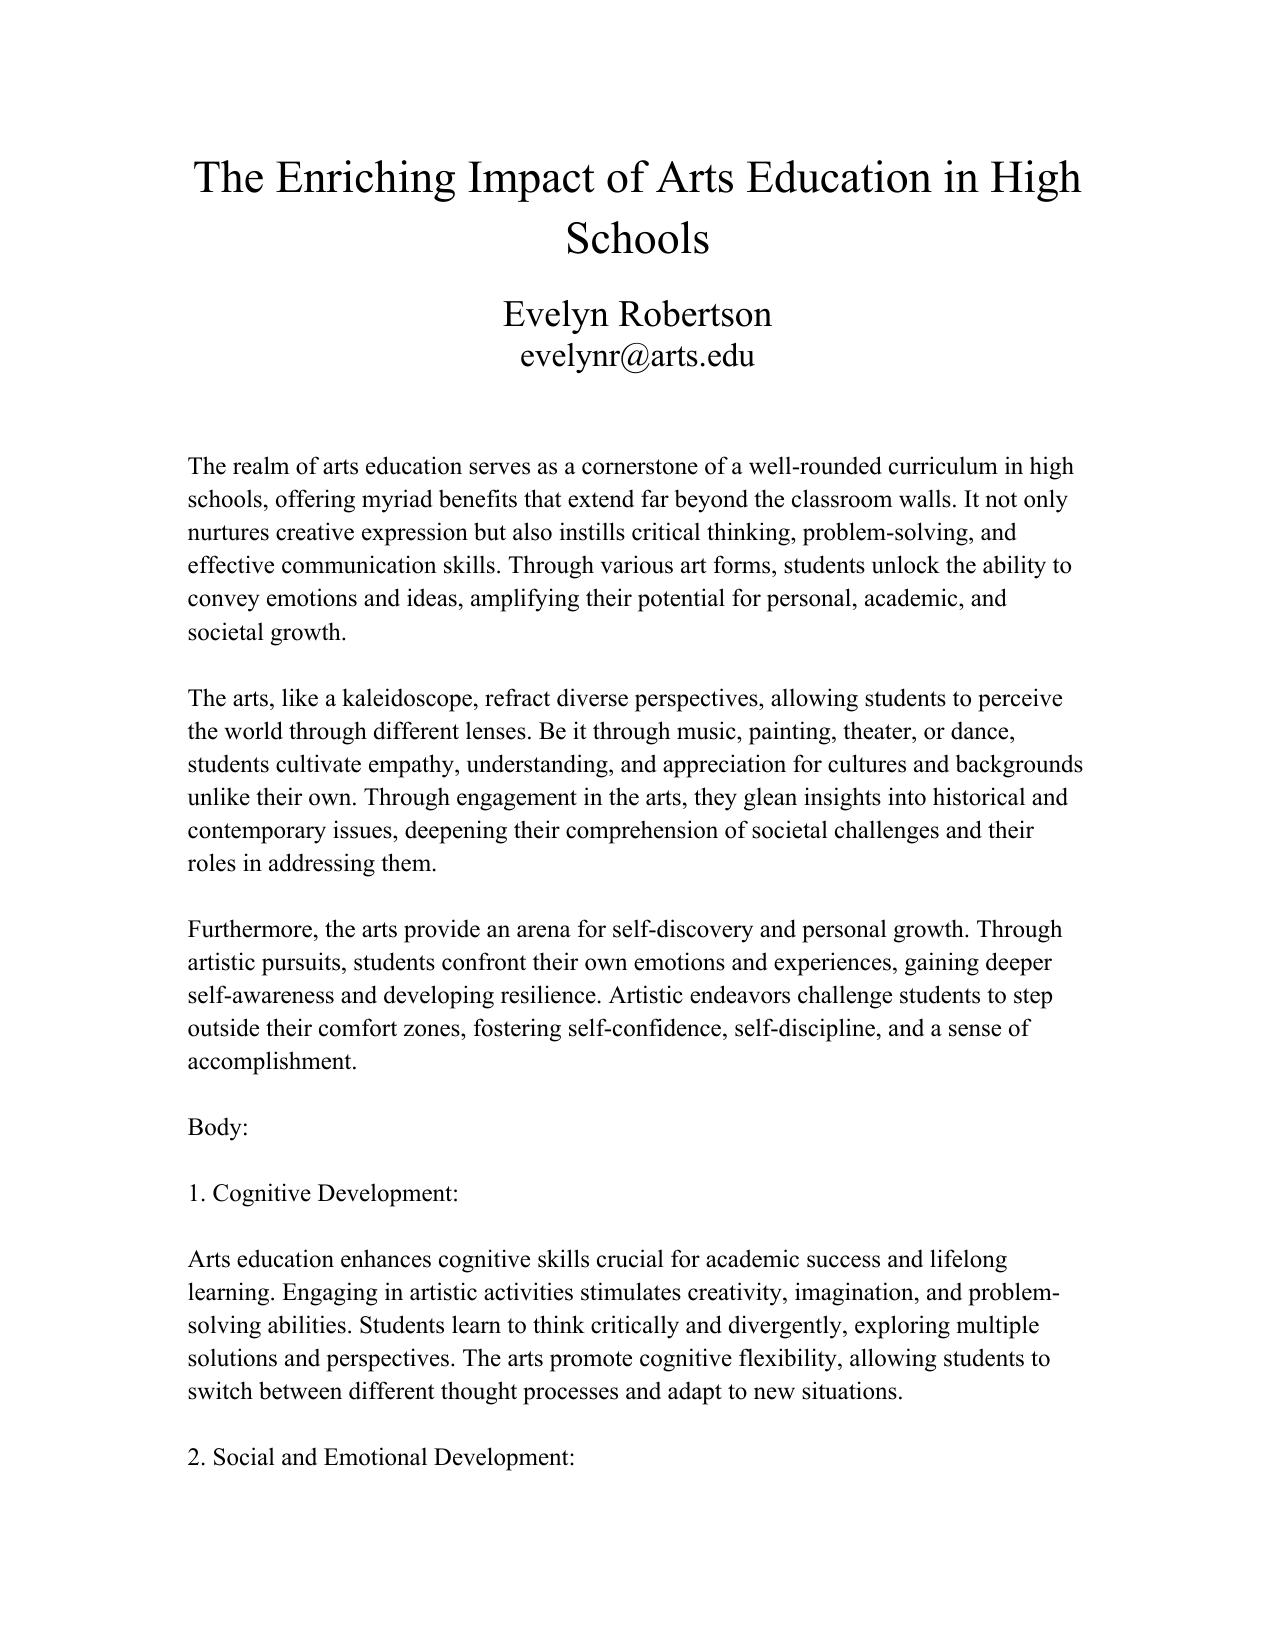 The Enriching Impact of Arts Education in High
Schools
Evelyn Robertson
evelynr@arts.edu
The realm of arts education serves as a cornerstone of a well-rounded curriculum in high
schools, offering myriad benefits that extend far beyond the classroom walls. It not only
nurtures creative expression but also instills critical thinking, problem-solving, and
effective communication skills. Through various art forms, students unlock the ability to
convey emotions and ideas, amplifying their potential for personal, academic, and
societal growth.
The arts, like a kaleidoscope, refract diverse perspectives, allowing students to perceive
the world through different lenses. Be it through music, painting, theater, or dance,
students cultivate empathy, understanding, and appreciation for cultures and backgrounds
unlike their own. Through engagement in the arts, they glean insights into historical and
contemporary issues, deepening their comprehension of societal challenges and their
roles in addressing them.
Furthermore, the arts provide an arena for self-discovery and personal growth. Through
artistic pursuits, students confront their own emotions and experiences, gaining deeper
self-awareness and developing resilience. Artistic endeavors challenge students to step
outside their comfort zones, fostering self-confidence, self-discipline, and a sense of
accomplishment.
Body:
1. Cognitive Development:
Arts education enhances cognitive skills crucial for academic success and lifelong
learning. Engaging in artistic activities stimulates creativity, imagination, and problem-
solving abilities. Students learn to think critically and divergently, exploring multiple
solutions and perspectives. The arts promote cognitive flexibility, allowing students to
switch between different thought processes and adapt to new situations.
2. Social and Emotional Development: